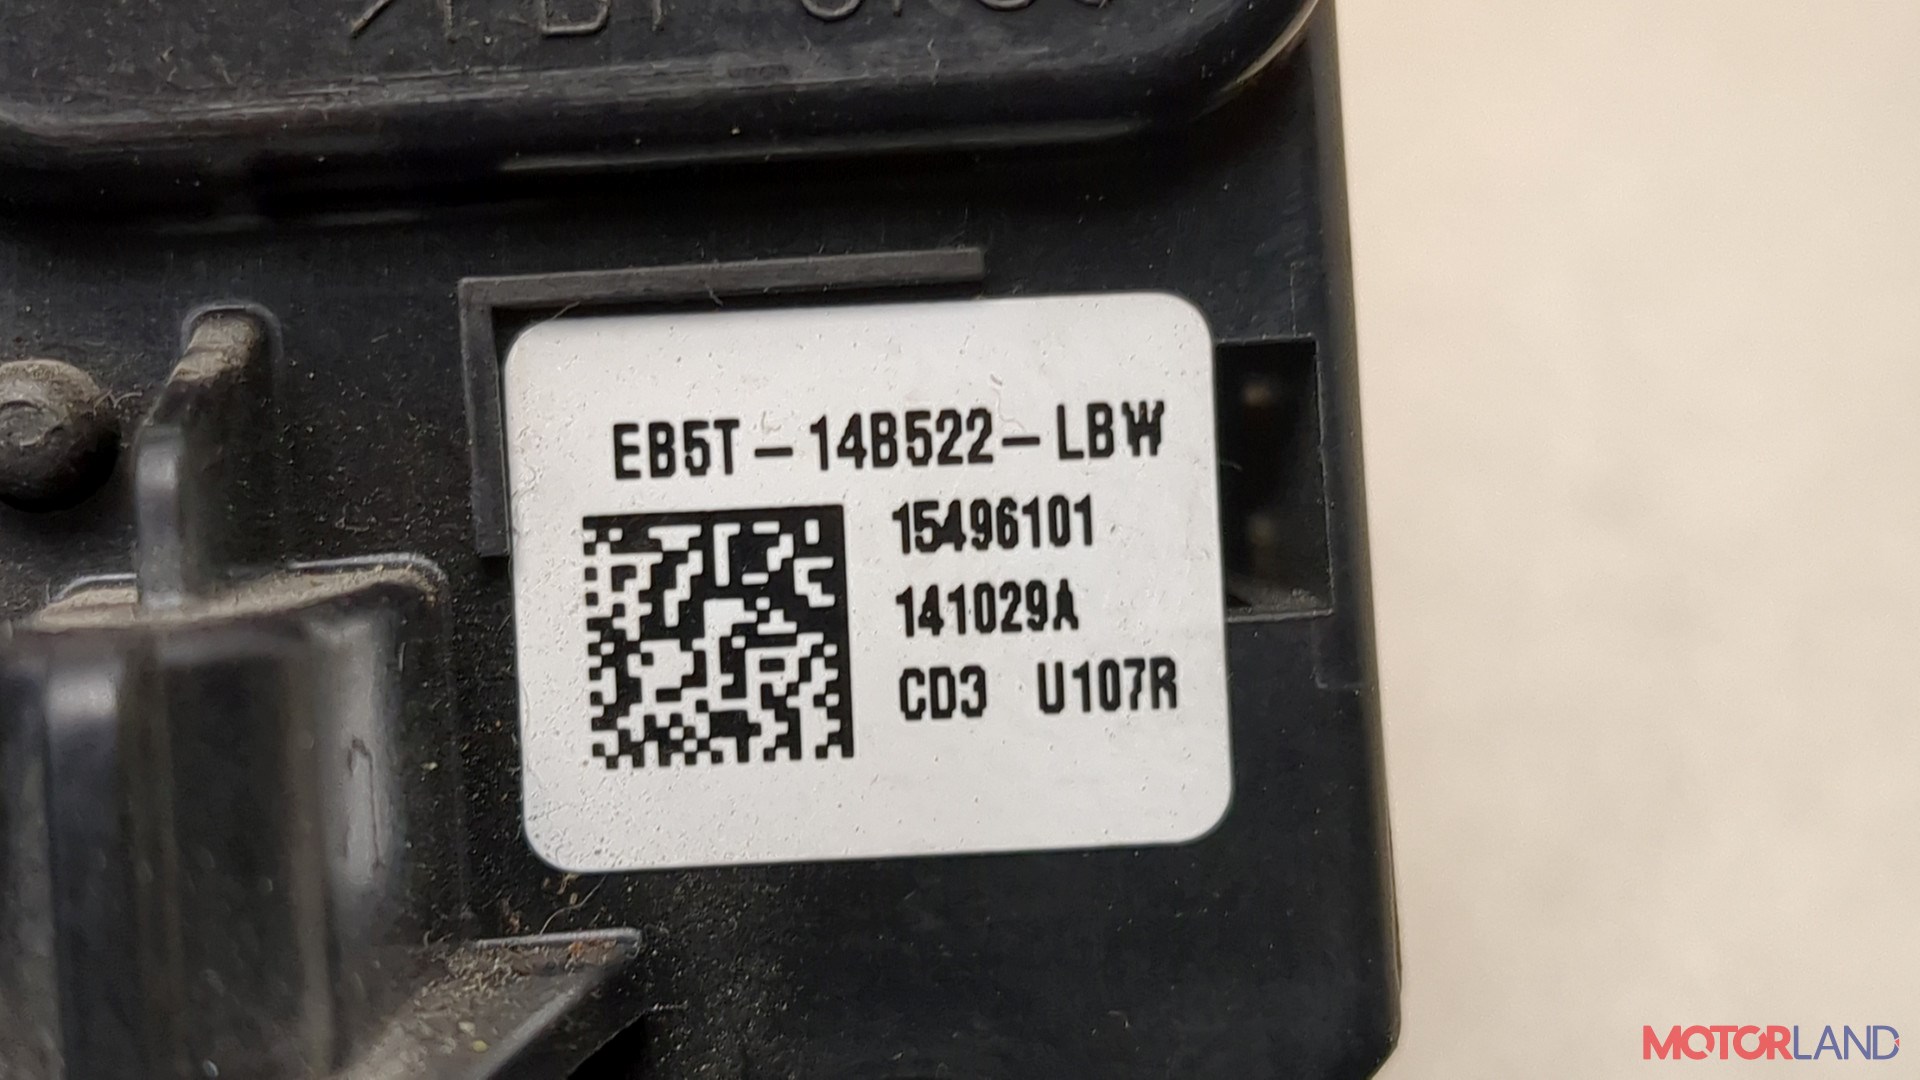 EB5T-14B522-LBW
15496101
141029A
CD3 U107R
MOTORLAND